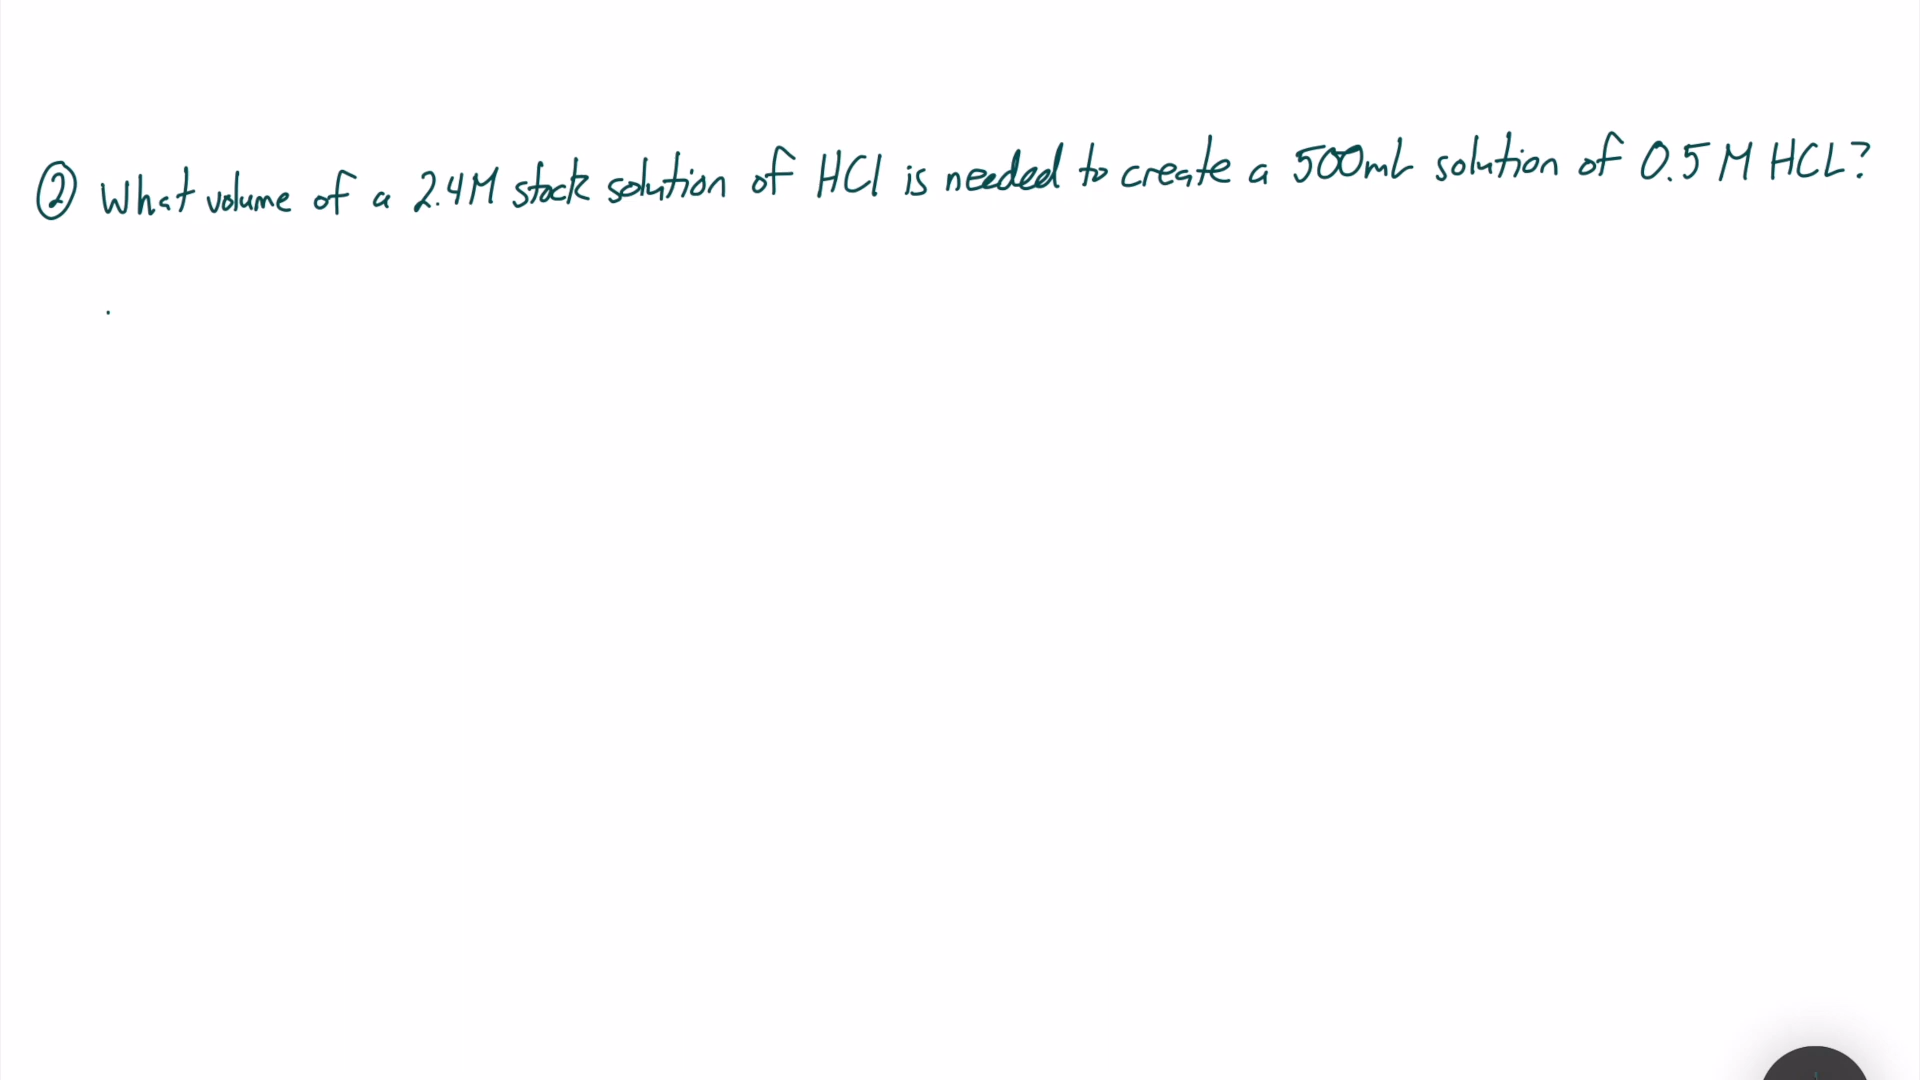 ② What volume of a 2.4M stock solution of HCl is needed to create a 500mL solution of 0.5 M HCL?